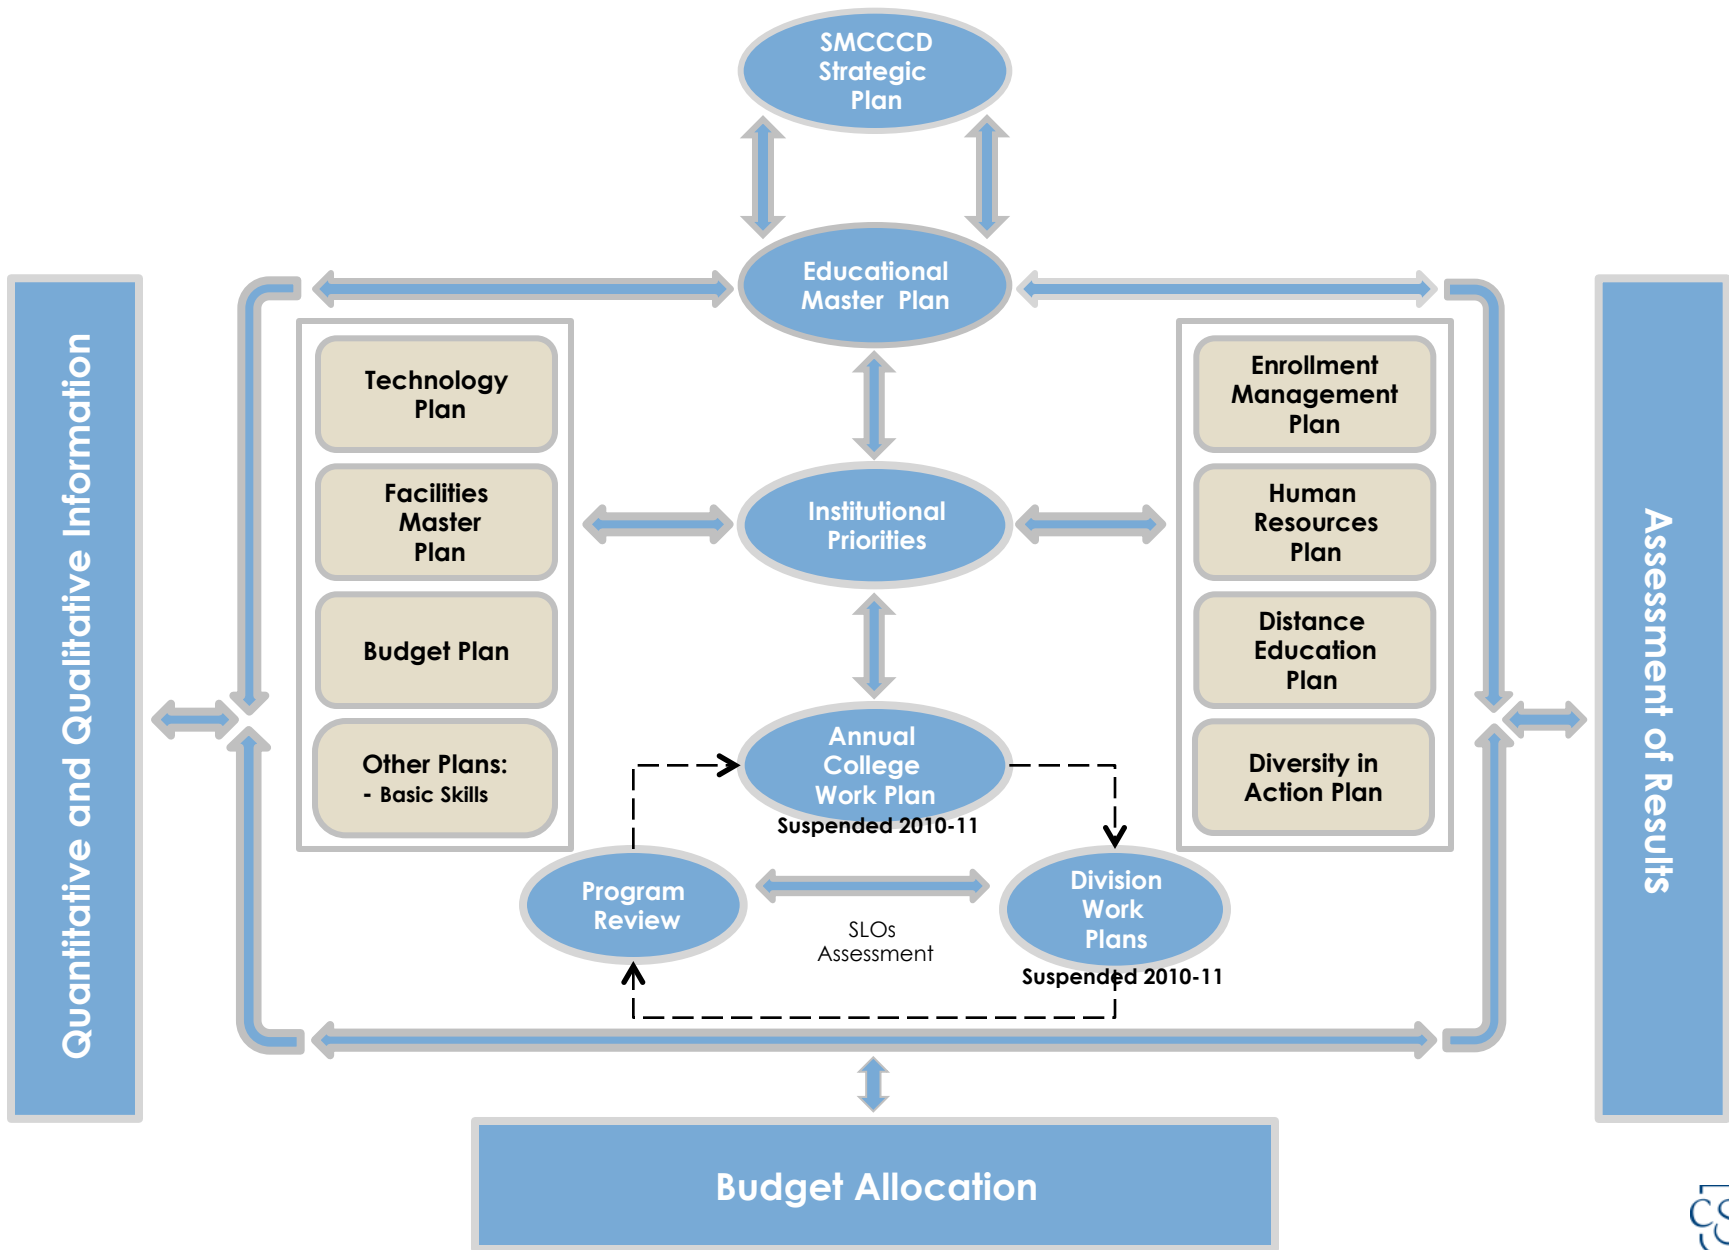 SMCCCD
Strategic
Plan
Educational
Master Plan
Quantitative and Qualitative Information
Technology
Plan
Facilities
Master
Plan
Budget Plan
Other Plans:
- Basic Skills
Institutional
Priorities
Enrollment
Management
Plan
Human
Resources
Plan
Distance
Education
Plan
Diversity in
Action Plan
Assessment of Results
Annual
College
Work Plan
Suspended 2010-11
Program
Review
SLOs
Assessment
Division
Work
Plans
Suspended 2010-11
Budget Allocation